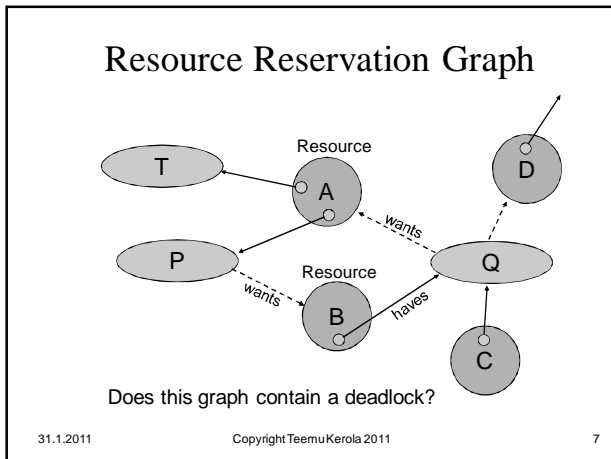 Resource Reservation Graph
Resource
T
A
D
wants
P
Resource
Q
wants
B
haves
C
Does this graph contain a deadlock?
31.1.2011
Copyright Teemu Kerola 2011
7